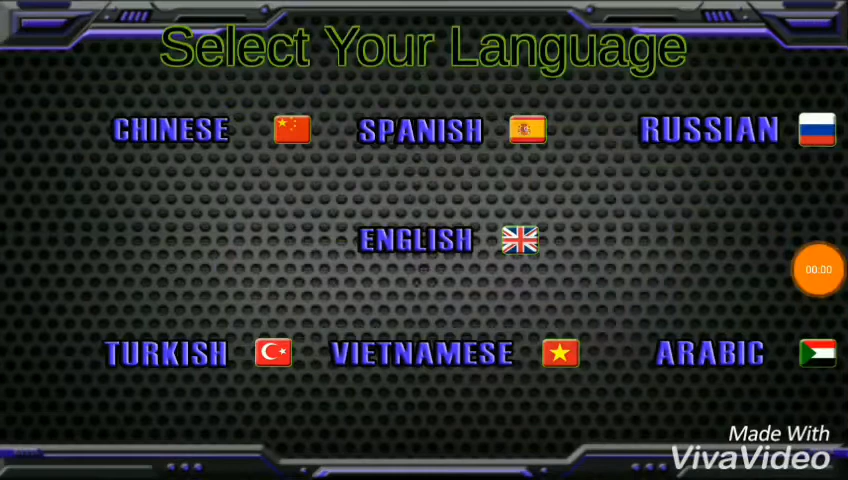 Select Your Language
CHINESE SPANISH RUSSIAN
ENGLISH
00:00
TURKISH VIETNAMESE ARABIC
Made With
VivaVideo